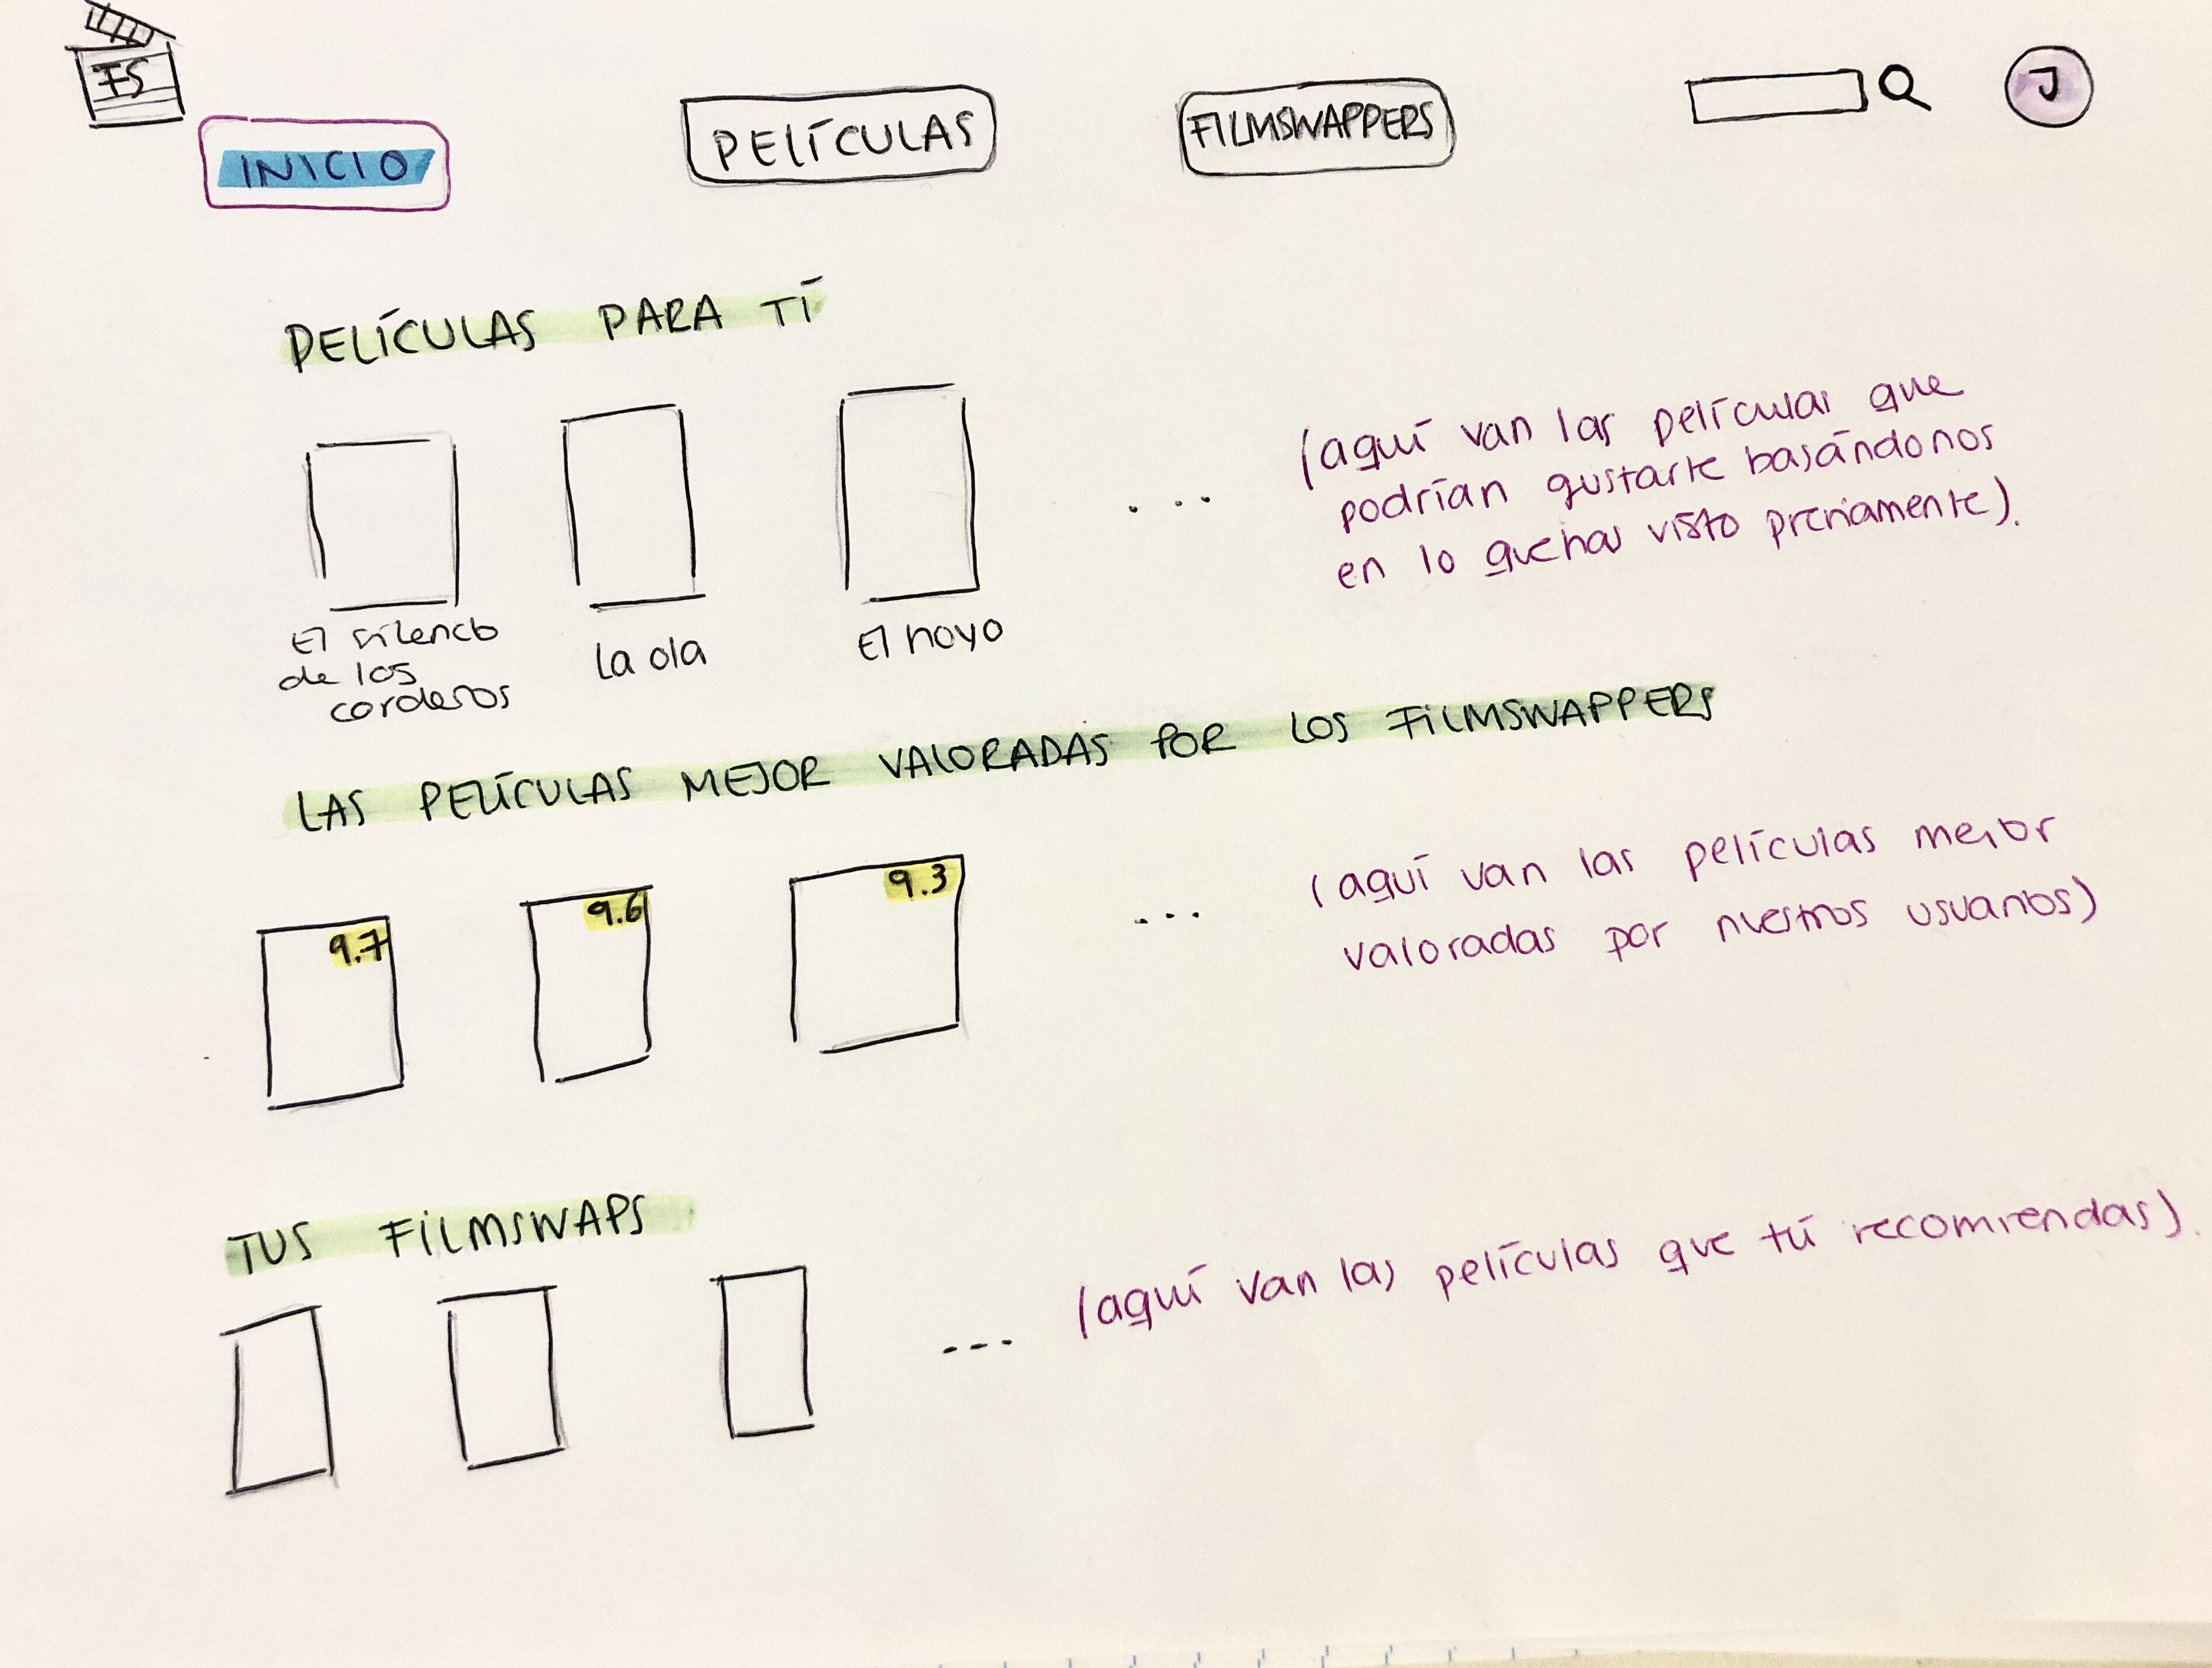 FS
INICIO
PELÍCULAS
FILMSWAPPERS
J
PELÍCULAS PARA TÍ
El silencio
de los
corderos
La ola
El hoyo
...
(aquí van las películas que
podrían gustarte basándonos
en lo que has visto previamente).
LAS PELÍCULAS MEJOR VALORADAS POR LOS FILMSWAPPERS
9.7
9.6
9.3
...
(aquí van las películas mejor
valoradas por nuestros usuarios)
TUS FILMSWAPS
...
(aquí van las películas que tú recomiendas).